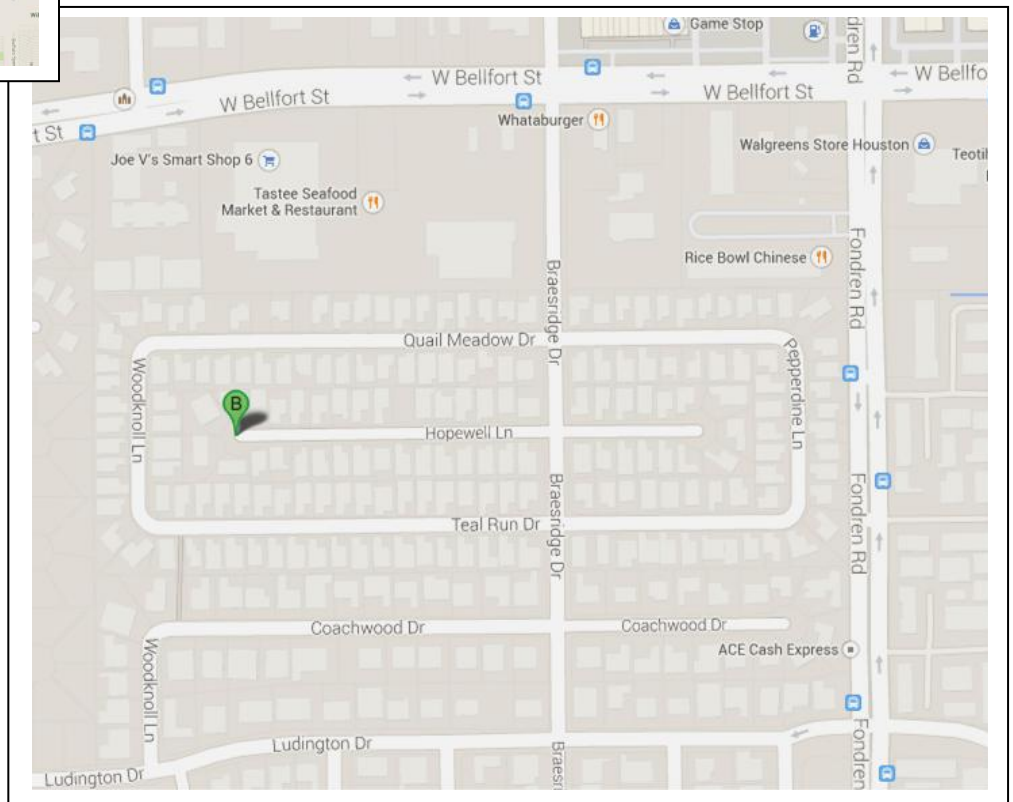 Game Stop
dren Rd
W Bellfort St
W Bellfo
W Bellfort St
W Bellfort St
t St
Whataburger
Joe V's Smart Shop 6
Walgreens Store Houston
Teotil
Tastee Seafood
Market & Restaurant
Rice Bowl Chinese
Fondren Rd
Braesridge Dr
Quail Meadow Dr
Pepperdine Ln
Woodknoll Ln
B
Hopewell Ln
Braesridge Dr
Fondren Rd
Teal Run Dr
Coachwood Dr
Coachwood Dr
ACE Cash Express
Woodknoll Ln
Fondren
Ludington Dr
Braesr
Ludington Dr